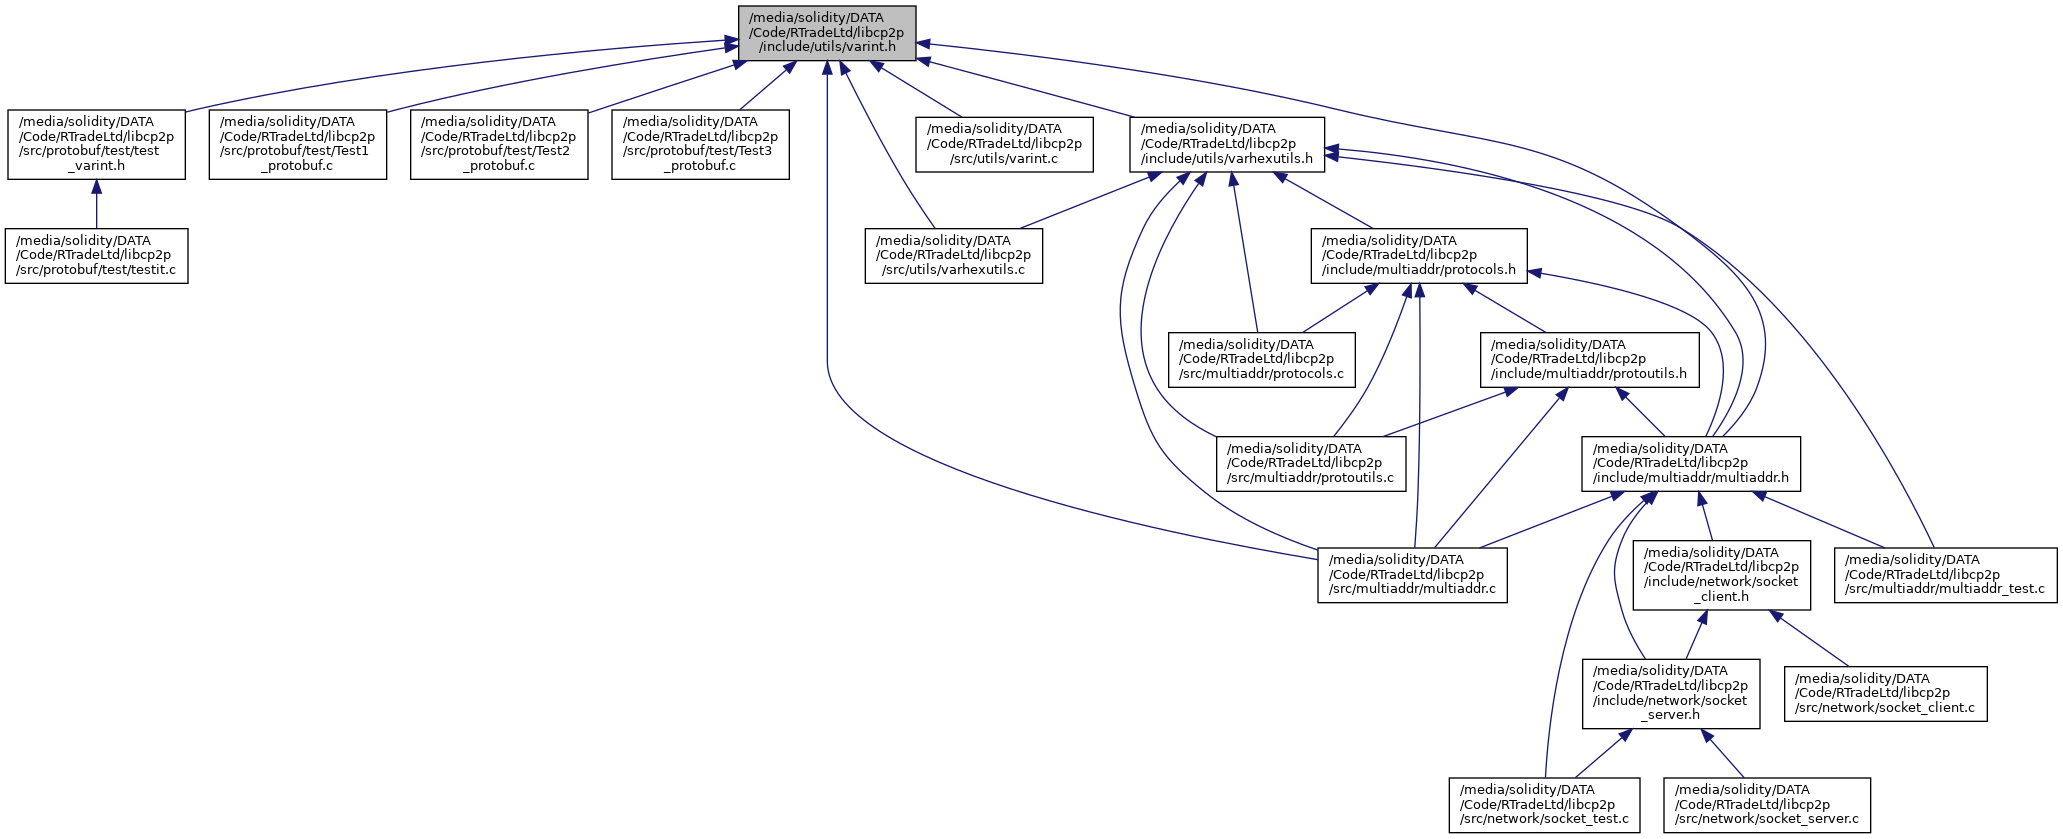 /media/solidity/DATA
/Code/RTradeLtd/libcp2p
/include/utils/varint.h
/media/solidity/DATA
/Code/RTradeLtd/libcp2p
/src/protobuf/test/test
_varint.h
/media/solidity/DATA
/Code/RTradeLtd/libcp2p
/src/protobuf/test/Test1
_protobuf.c
/media/solidity/DATA
/Code/RTradeLtd/libcp2p
/src/protobuf/test/Test2
_protobuf.c
/media/solidity/DATA
/Code/RTradeLtd/libcp2p
/src/protobuf/test/Test3
_protobuf.c
/media/solidity/DATA
/Code/RTradeLtd/libcp2p
/src/utils/varint.c
/media/solidity/DATA
/Code/RTradeLtd/libcp2p
/include/utils/varhexutils.h
/media/solidity/DATA
/Code/RTradeLtd/libcp2p
/src/protobuf/test/testit.c
/media/solidity/DATA
/Code/RTradeLtd/libcp2p
/src/utils/varhexutils.c
/media/solidity/DATA
/Code/RTradeLtd/libcp2p
/include/multiaddr/protocols.h
/media/solidity/DATA
/Code/RTradeLtd/libcp2p
/src/multiaddr/protocols.c
/media/solidity/DATA
/Code/RTradeLtd/libcp2p
/include/multiaddr/protoutils.h
/media/solidity/DATA
/Code/RTradeLtd/libcp2p
/src/multiaddr/protoutils.c
/media/solidity/DATA
/Code/RTradeLtd/libcp2p
/include/multiaddr/multiaddr.h
/media/solidity/DATA
/Code/RTradeLtd/libcp2p
/src/multiaddr/multiaddr.c
/media/solidity/DATA
/Code/RTradeLtd/libcp2p
/include/network/socket
_client.h
/media/solidity/DATA
/Code/RTradeLtd/libcp2p
/src/multiaddr/multiaddr_test.c
/media/solidity/DATA
/Code/RTradeLtd/libcp2p
/include/network/socket
_server.h
/media/solidity/DATA
/Code/RTradeLtd/libcp2p
/src/network/socket_client.c
/media/solidity/DATA
/Code/RTradeLtd/libcp2p
/src/network/socket_test.c
/media/solidity/DATA
/Code/RTradeLtd/libcp2p
/src/network/socket_server.c